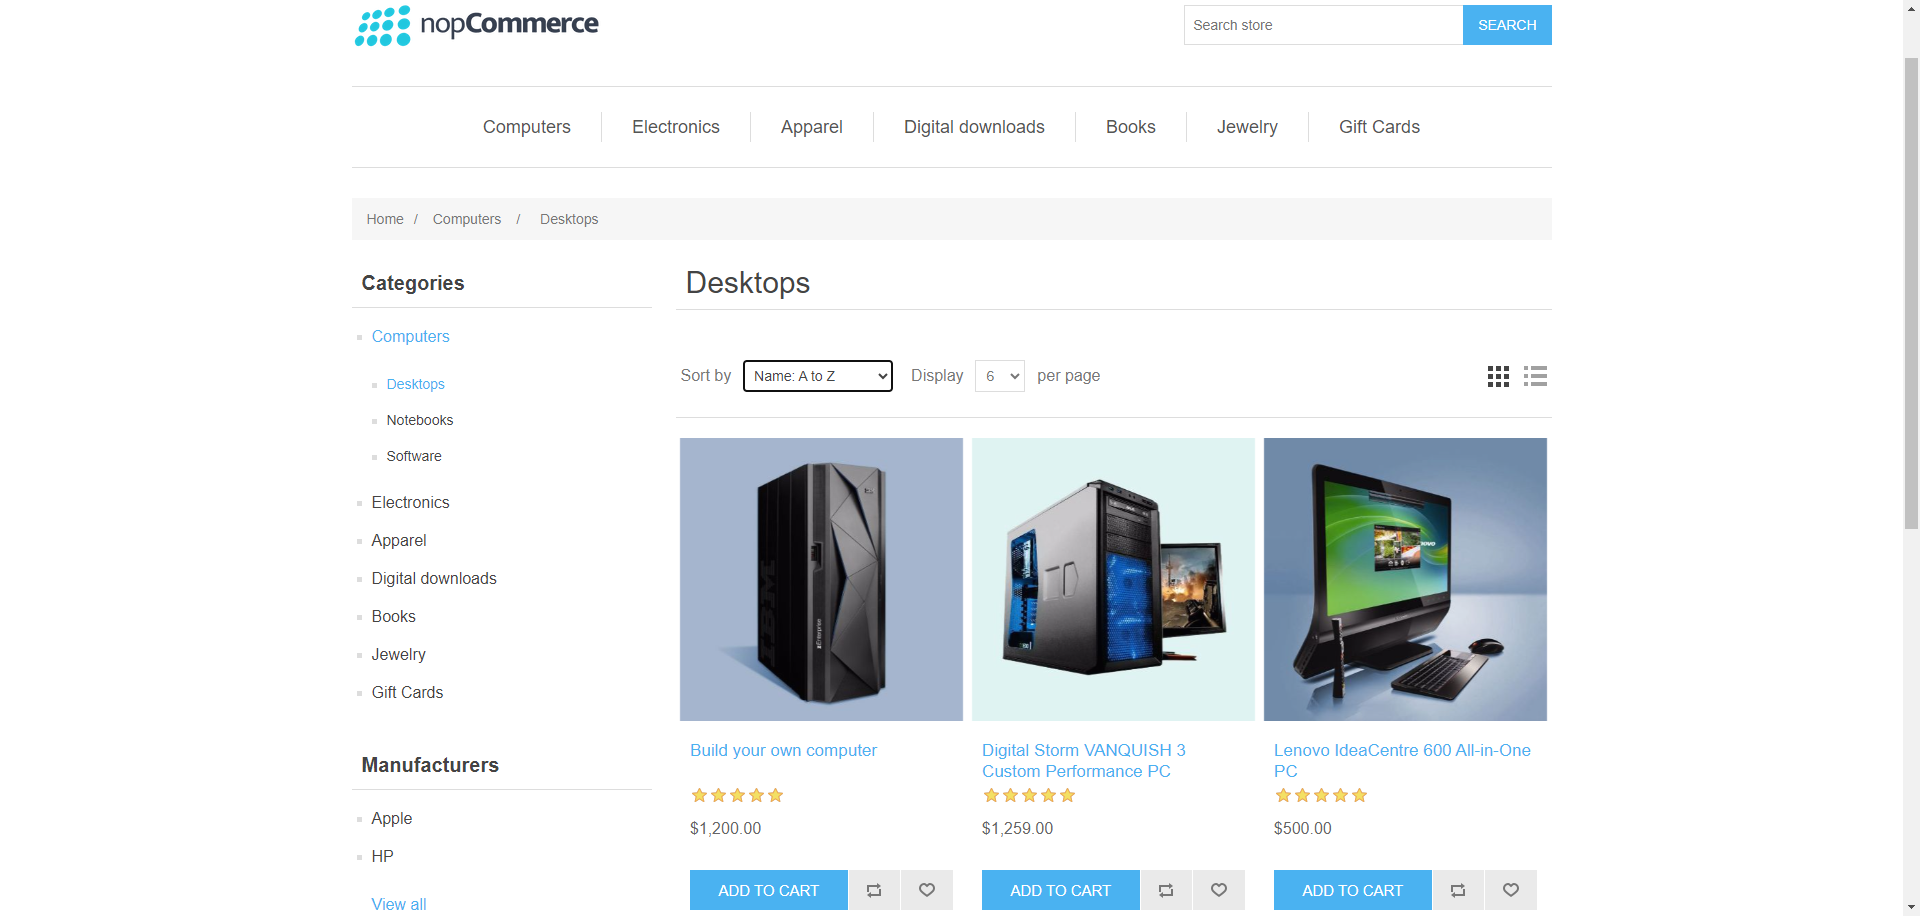 nopCommerce
Search store
SEARCH
Computers
Electronics
Apparel
Digital downloads
Books
Jewelry
Gift Cards
Home / Computers / Desktops
Categories
Computers
Desktops
Notebooks
Software
Electronics
Apparel
Digital downloads
Books
Jewelry
Gift Cards
Manufacturers
Apple
HP
View all
Desktops
Sort by Name: A to Z Display 6 per page
IBM
zEnterprise
lenovo
Build your own computer
$1,200.00
ADD TO CART
Digital Storm VANQUISH 3
Custom Performance PC
$1,259.00
ADD TO CART
Lenovo IdeaCentre 600 All-in-One
PC
$500.00
ADD TO CART